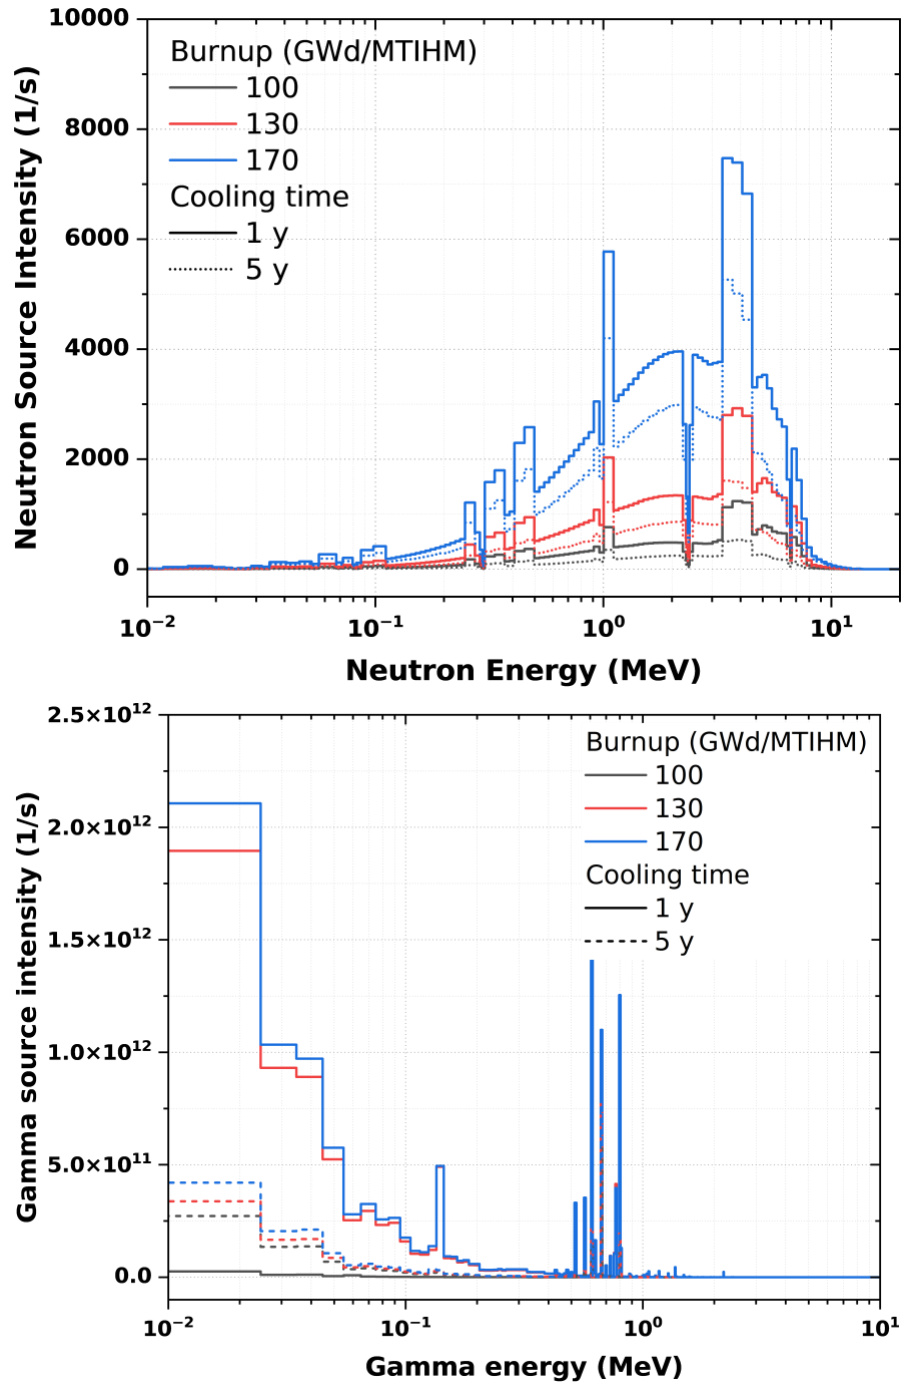 10000
8000
6000
4000
2000
0
Neutron Source Intensity (1/s)
Burnup (GWd/MTIHM)
100
130
170
Cooling time
1 y
5 y
10⁻²
10⁻¹
10⁰
10¹
Neutron Energy (MeV)
2.5×10¹²
2.0×10¹²
1.5×10¹²
1.0×10¹²
5.0×10¹¹
0.0
Gamma source intensity (1/s)
Burnup (GWd/MTIHM)
100
130
170
Cooling time
1 y
5 y
10⁻²
10⁻¹
10⁰
10¹
Gamma energy (MeV)